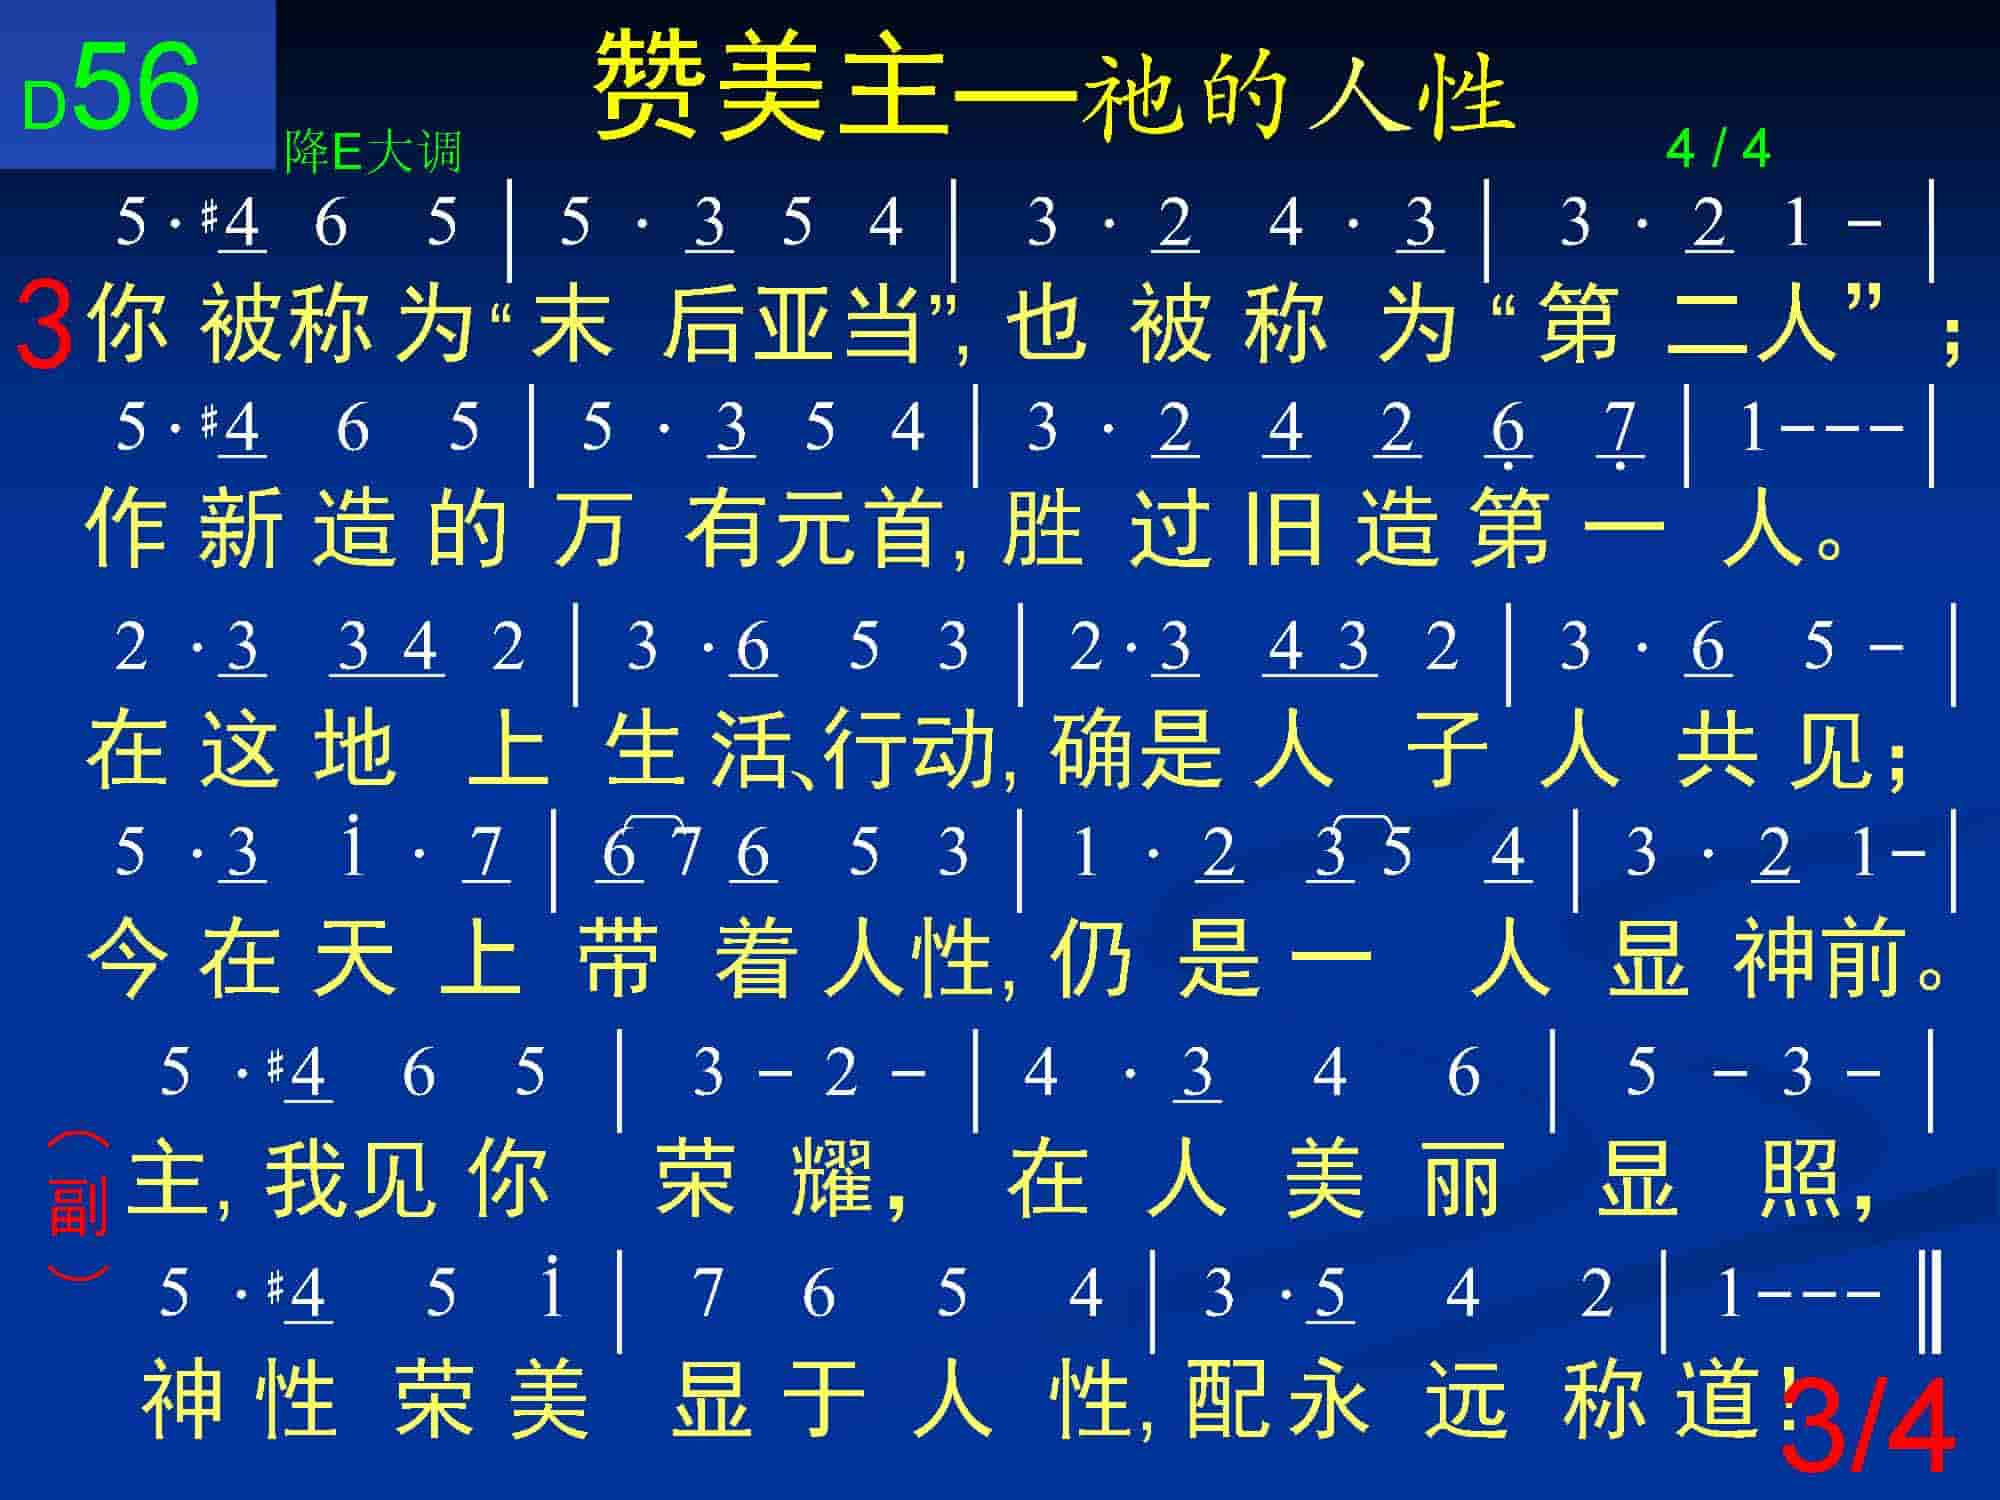 D56
赞美主—祂的人性
降E大调
4 / 4
5 · #4 6 5 | 5 · 3 5 4 | 3 · 2 4 · 3 | 3 · 2 1 – |
3 你被称为“末后亚当”, 也被称为“第二人”；
5 · #4 6 5 | 5 · 3 5 4 | 3 · 2 4 2 6̣ 7̣ | 1 – – – |
作新造的万有元首, 胜过旧造第一人。
2 · 3 3 4 2 | 3 · 6 5 3 | 2 · 3 4 3 2 | 3 · 6 5 – |
在这地上生活、行动, 确是人子人共见；
5 · 3 i · 7 | 6 7 6 5 3 | 1 · 2 3 5 4 | 3 · 2 1 – |
今在天上带着人性, 仍是一人显神前。
5 · #4 6 5 | 3 – 2 – | 4 · 3 4 6 | 5 – 3 – |
（副） 主, 我见你荣耀， 在人美丽显照，
5 · #4 5 i | 7 6 5 4 | 3 · 5 4 2 | 1 – – – ‖
神性荣美显于人性, 配永远称道！
3/4